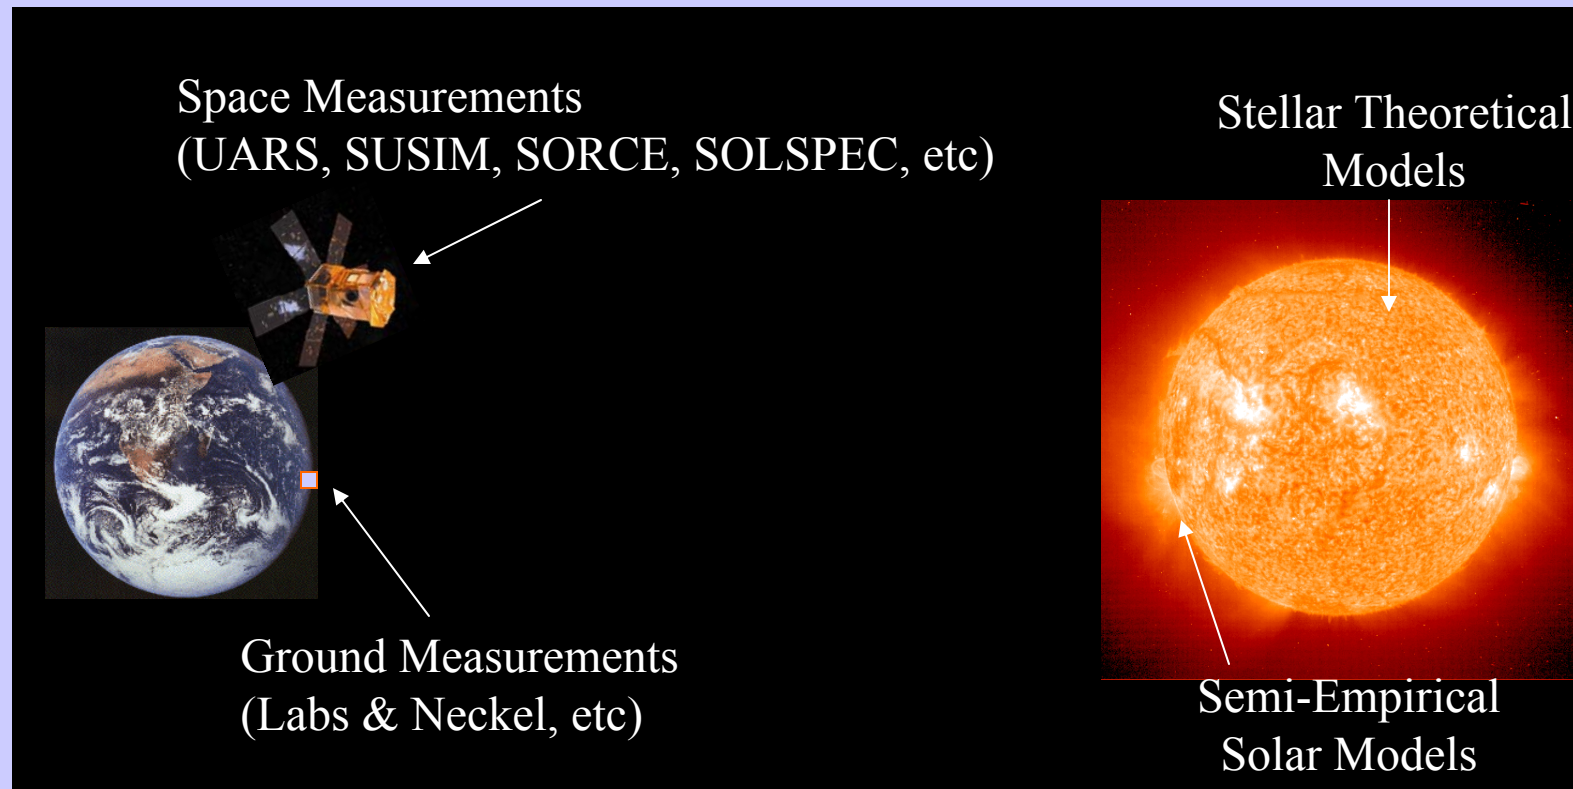 Space Measurements
(UARS, SUSIM, SORCE, SOLSPEC, etc)
Stellar Theoretical
Models
Ground Measurements
(Labs & Neckel, etc)
Semi-Empirical
Solar Models